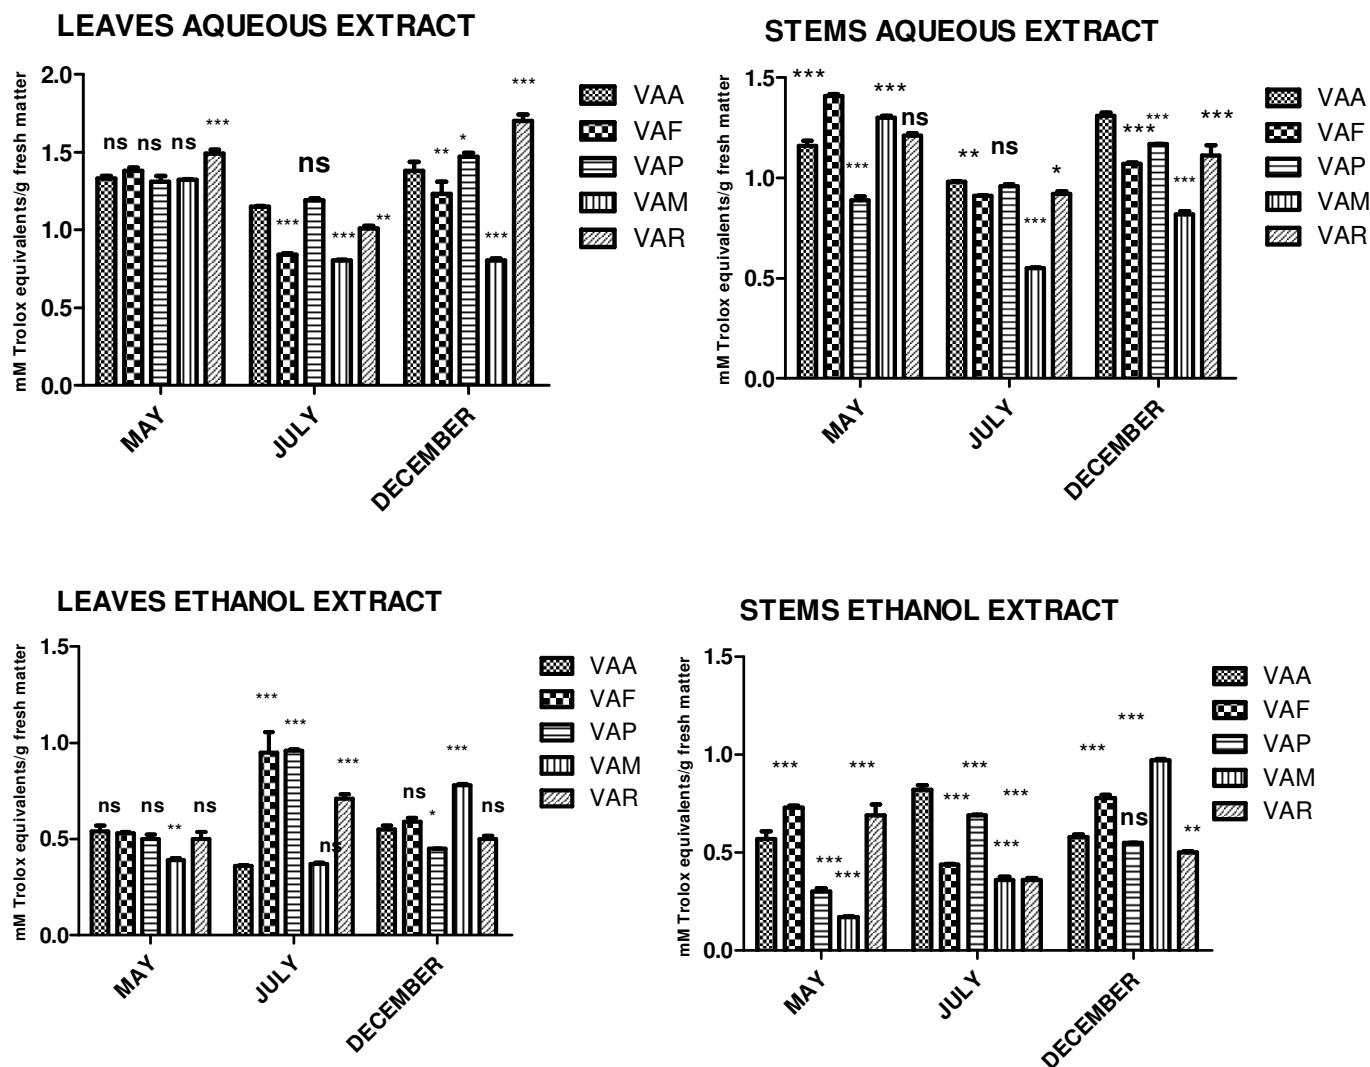 LEAVES AQUEOUS EXTRACT
mM Trolox equivalents/g fresh matter
2.0
1.5
1.0
0.5
0.0
ns ns ns ***
*** ns *** **
** * *** ***
MAY
JULY
DECEMBER
VAA
VAF
VAP
VAM
VAR
STEMS AQUEOUS EXTRACT
mM Trolox equivalents/g fresh matter
1.5
1.0
0.5
0.0
*** *** *** ns
** ns *** *
*** *** *** ***
MAY
JULY
DECEMBER
VAA
VAF
VAP
VAM
VAR
LEAVES ETHANOL EXTRACT
mM Trolox equivalents/g fresh matter
1.5
1.0
0.5
0.0
ns ns ** ns
*** *** ns ***
ns * *** ns
MAY
JULY
DECEMBER
VAA
VAF
VAP
VAM
VAR
STEMS ETHANOL EXTRACT
mM Trolox equivalents/g fresh matter
1.5
1.0
0.5
0.0
*** *** *** ***
*** *** *** ***
*** ns *** **
MAY
JULY
DECEMBER
VAA
VAF
VAP
VAM
VAR